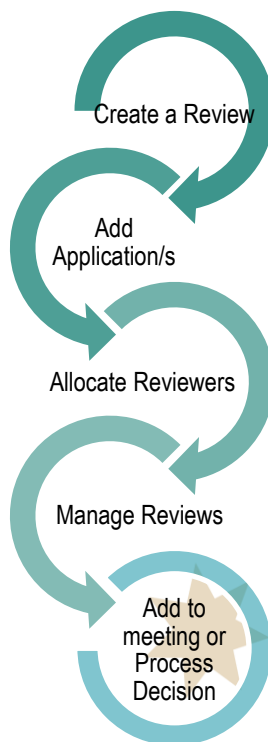 Create a Review
Add
Application/s
Allocate Reviewers
Manage Reviews
Add to
meeting or
Process
Decision